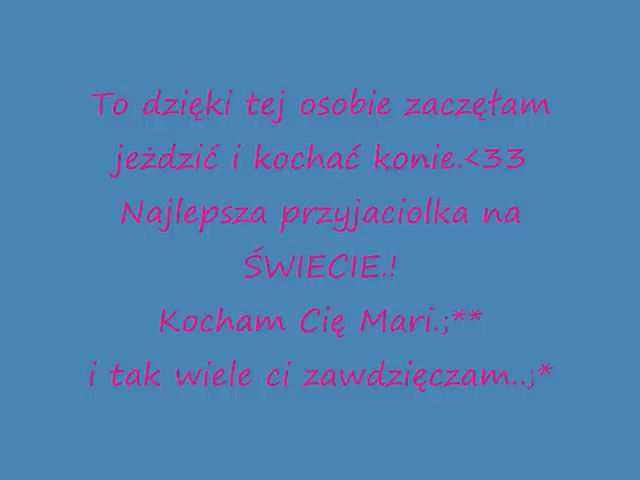 To dzięki tej osobie zaczęłam
jeżdzić i kochać konie.<33
Najlepsza przyjaciolka na
ŚWIECIE.!
Kocham Cię Mari.;**
i tak wiele ci zawdzięczam..;*